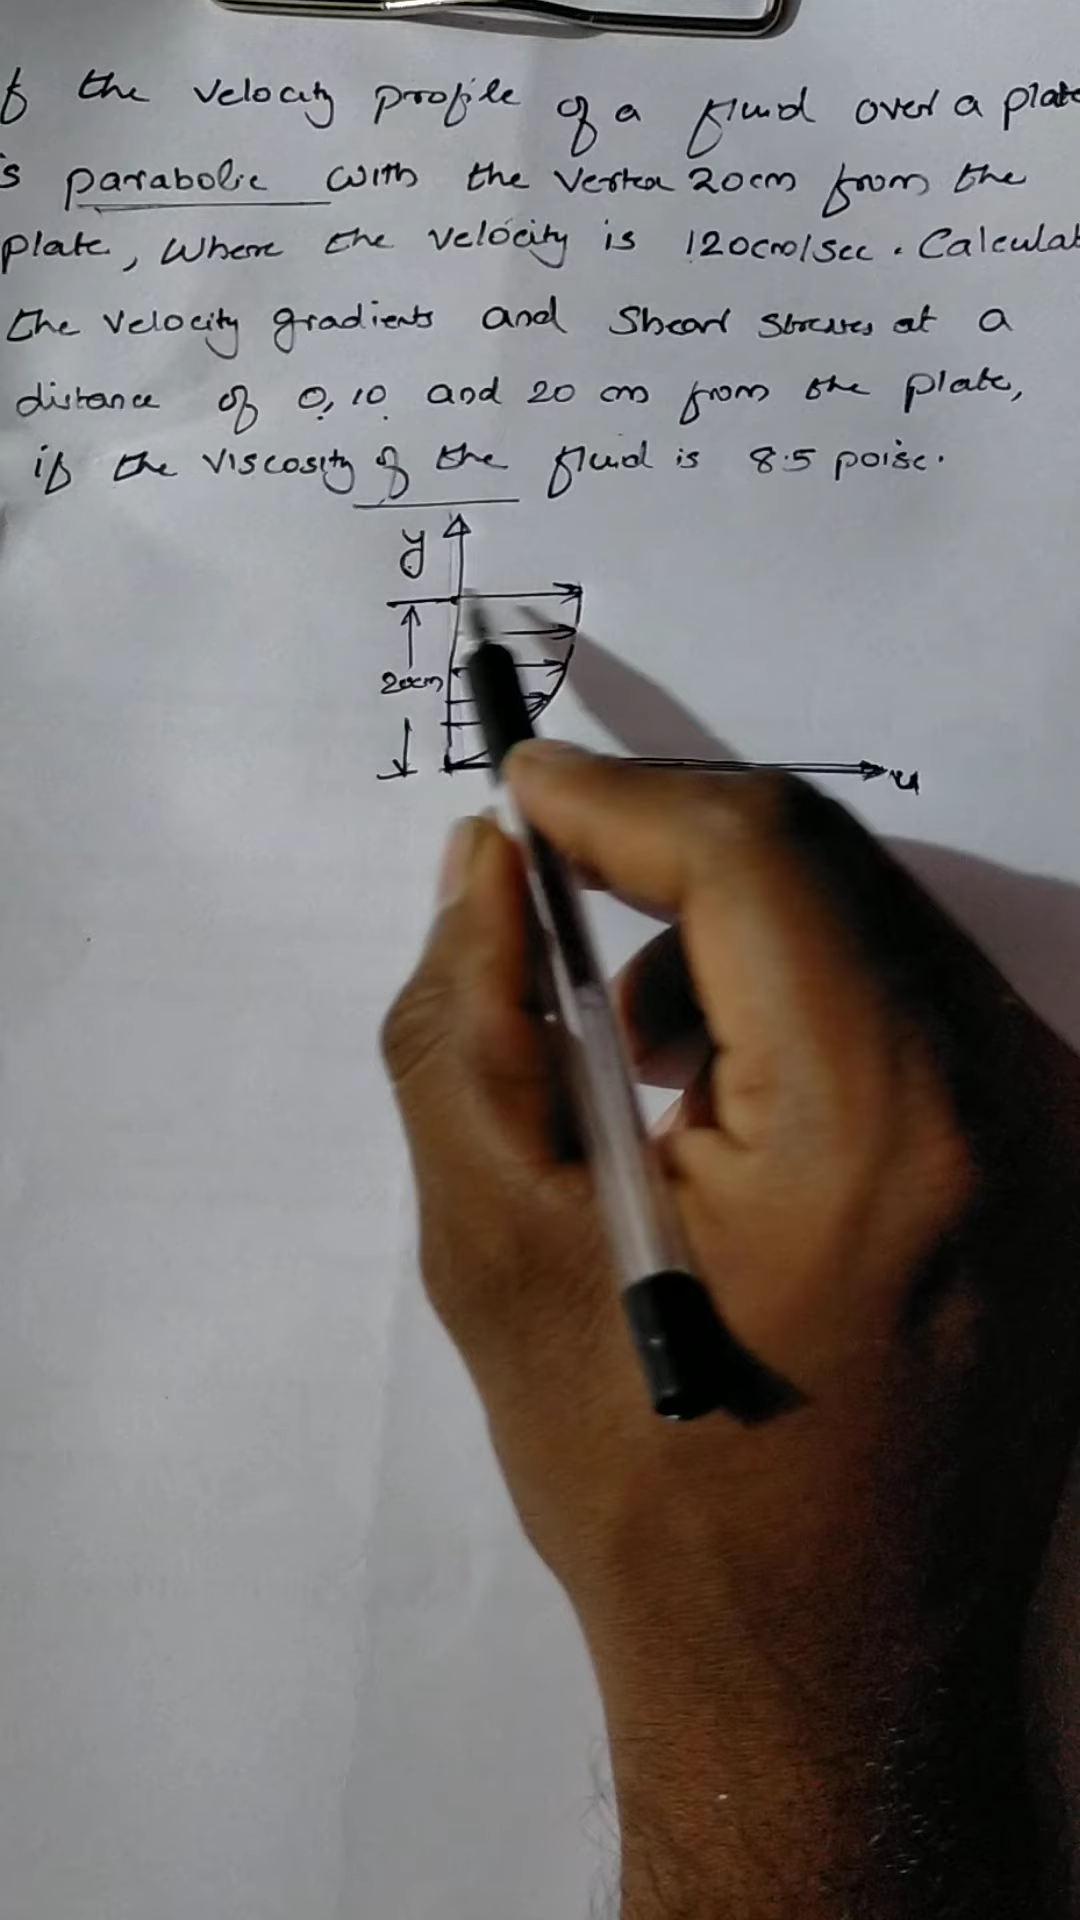 f the velocity profile of a fluid over a plate
is parabolic with the vertex 20cm from the
plate, where the velocity is 120cm/sec. Calculat
the velocity gradients and shear stresses at a
distance of 0, 10 and 20 cm from the plate,
if the viscosity of the fluid is 8.5 poise.
y
20cm
u